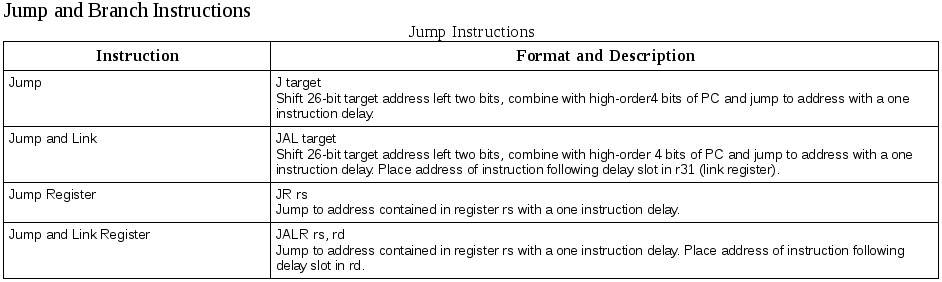 Jump and Branch Instructions
Jump Instructions
Instruction Format and Description
Jump J target
Shift 26-bit target address left two bits, combine with high-order4 bits of PC and jump to address with a one
instruction delay.
Jump and Link JAL target
Shift 26-bit target address left two bits, combine with high-order 4 bits of PC and jump to address with a one
instruction delay. Place address of instruction following delay slot in r31 (link register).
Jump Register JR rs
Jump to address contained in register rs with a one instruction delay.
Jump and Link Register JALR rs, rd
Jump to address contained in register rs with a one instruction delay. Place address of instruction following
delay slot in rd.